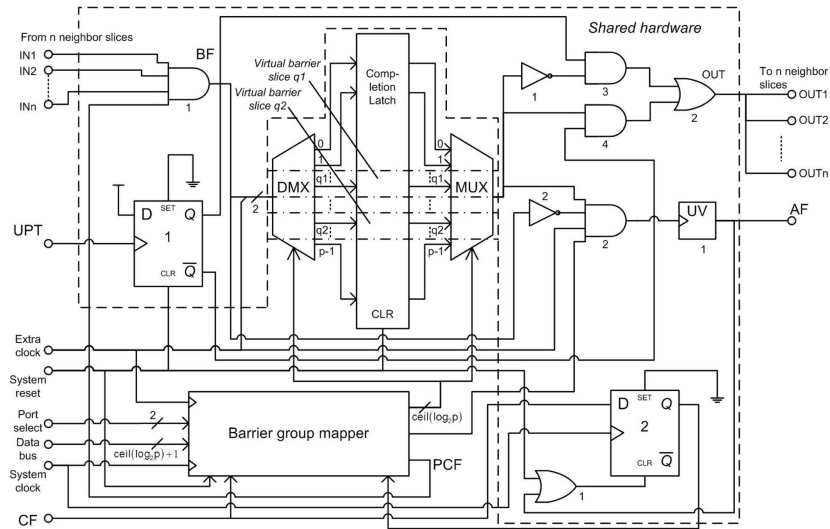 Shared hardware
From n neighbor slices
IN1
IN2
INn
BF
1
Virtual barrier
slice q1
Virtual barrier
slice q2
Com-
pletion
Latch
CLR
DMX
0
1
q1
q2
p-1
2
MUX
0
1
q1
q2
p-1
1
3
4
OUT
2
To n neighbor
slices
OUT1
OUT2
OUTn
2
2
UV
1
AF
D
SET
Q
1
CLR
Q
UPT
Extra
clock
System
reset
Port
select
Data
bus
System
clock
CF
2
ceil(log2p)+1
Barrier group mapper
ceil(log2p)
PCF
D
SET
Q
2
CLR
Q
1